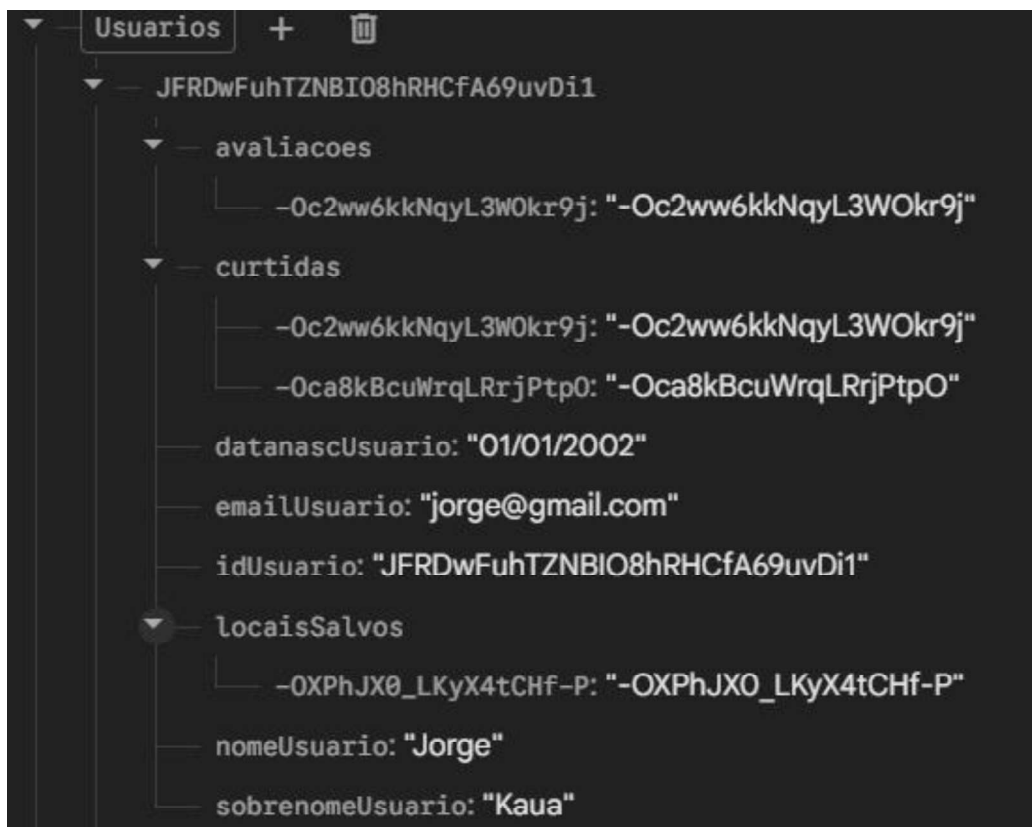 Usuarios
JFRDwFuhTZNBIO8hRHCfA69uvDi1
avaliacoes
-Oc2ww6kkNqyL3WOkr9j: "-Oc2ww6kkNqyL3WOkr9j"
curtidas
-Oc2ww6kkNqyL3WOkr9j: "-Oc2ww6kkNqyL3WOkr9j"
-Oca8kBcuWrqLRrjPtpO: "-Oca8kBcuWrqLRrjPtpO"
datanascUsuario: "01/01/2002"
emailUsuario: "jorge@gmail.com"
idUsuario: "JFRDwFuhTZNBIO8hRHCfA69uvDi1"
locaisSalvos
-OXPhJX0_LKyX4tCHf-P: "-OXPhJX0_LKyX4tCHf-P"
nomeUsuario: "Jorge"
sobrenomeUsuario: "Kaua"